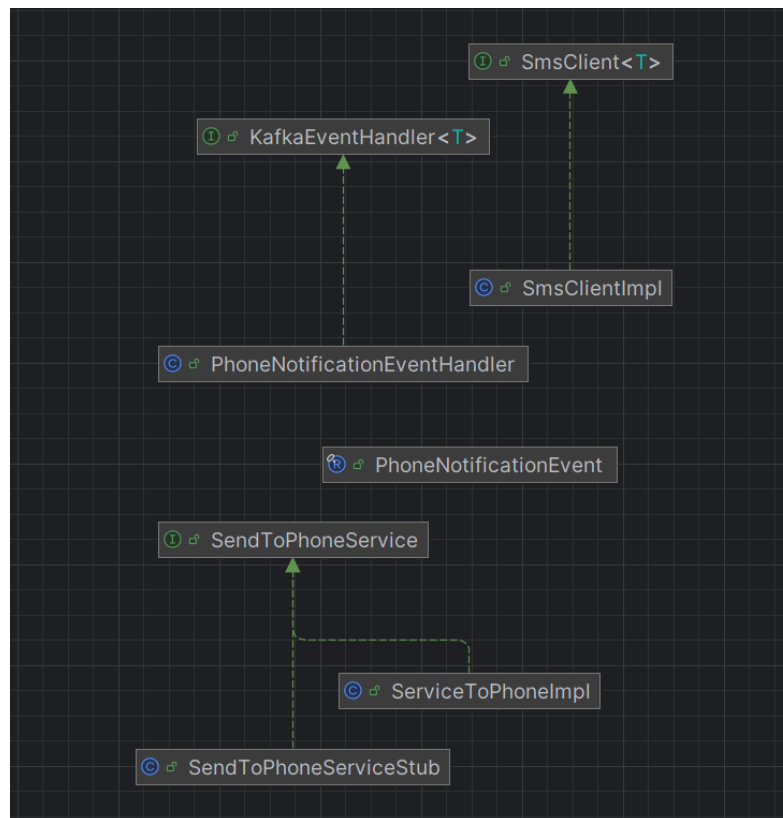 I SmsClient<T>
I KafkaEventHandler<T>
C SmsClientImpl
C PhoneNotificationEventHandler
R PhoneNotificationEvent
I SendToPhoneService
C ServiceToPhoneImpl
C SendToPhoneServiceStub